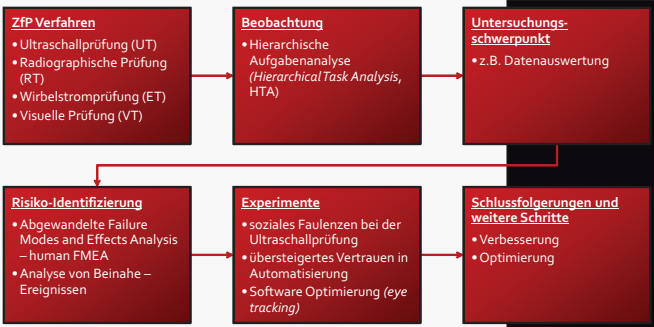 ZfP Verfahren
• Ultraschallprüfung (UT)
• Radiographische Prüfung
(RT)
• Wirbelstromprüfung (ET)
• Visuelle Prüfung (VT)
Beobachtung
• Hierarchische
Aufgabenanalyse
(Hierarchical Task Analysis,
HTA)
Untersuchungs-
schwerpunkt
• z.B. Datenauswertung
Risiko-Identifizierung
• Abgewandelte Failure
Modes and Effects Analysis
– human FMEA
• Analyse von Beinahe –
Ereignissen
Experimente
• soziales Faulenzen bei der
Ultraschallprüfung
• übersteigertes Vertrauen in
Automatisierung
• Software Optimierung (eye
tracking)
Schlussfolgerungen und
weitere Schritte
• Verbesserung
• Optimierung